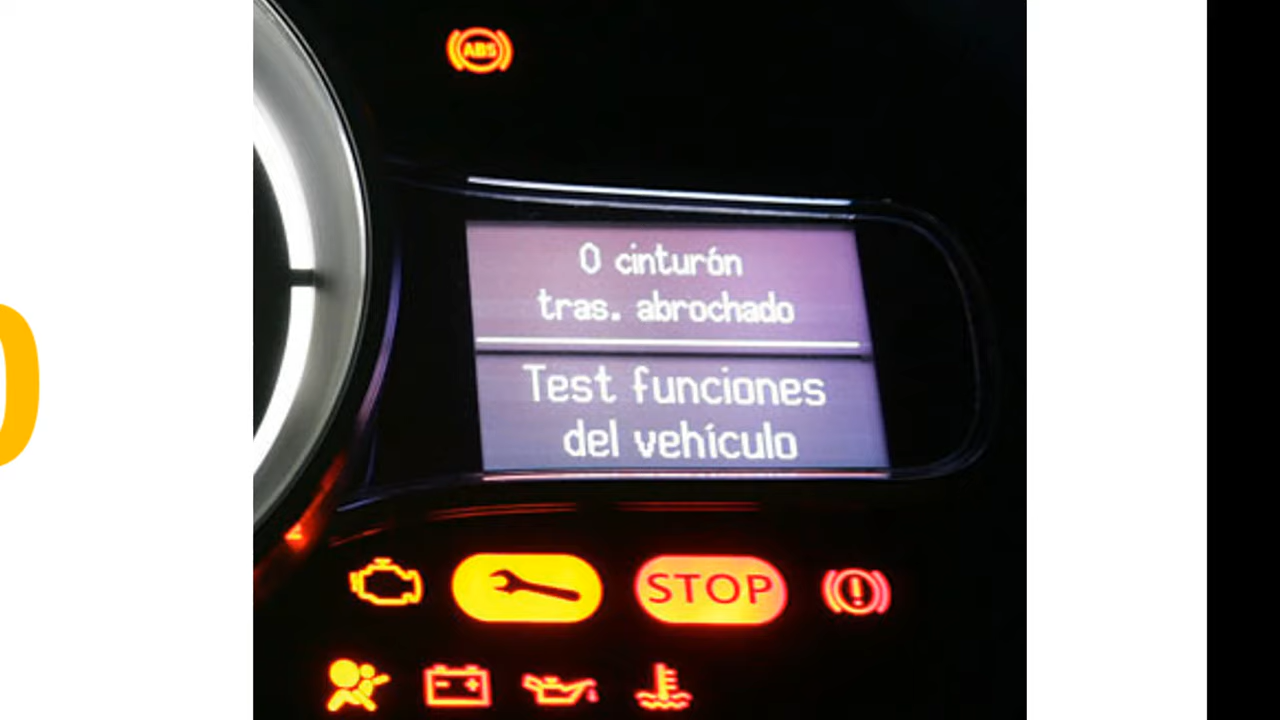 ABS
0 cinturón
tras. abrochado
Test funciones
del vehículo
STOP